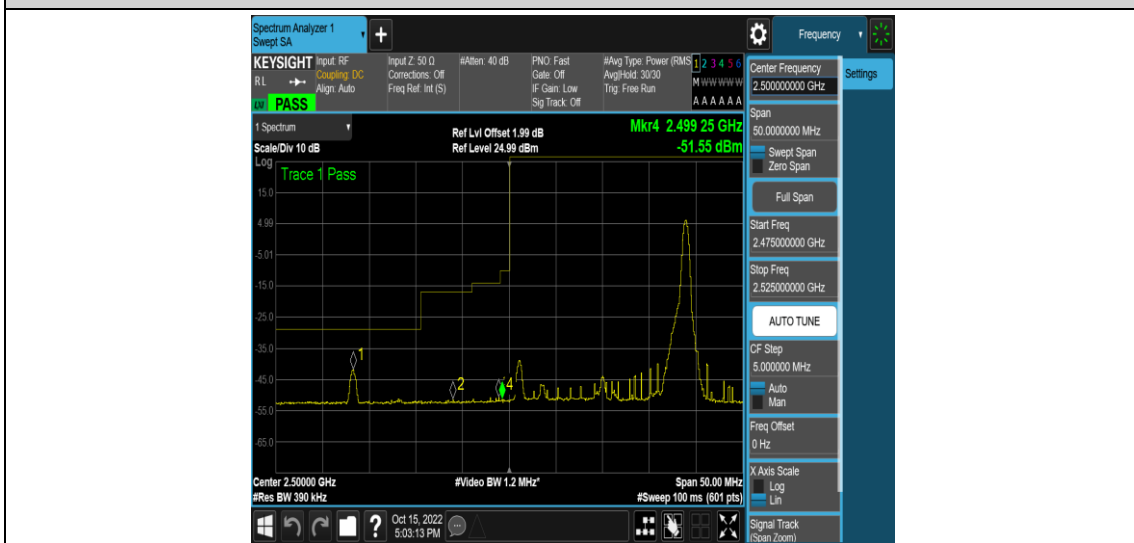 Spectrum Analyzer 1
Swept SA
Frequency
KEYSIGHT
RL
LXI
PASS
Input: RF
Coupling: DC
Align: Auto
Input Z: 50 Ω
Corrections: Off
Freq Ref: Int (S)
#Atten: 40 dB
PNO: Fast
Gate: Off
IF Gain: Low
Sig Track: Off
#Avg Type: Power (RMS
Avg|Hold: 30/30
Trig: Free Run
1 2 3 4 5 6
M W W W W W
A A A A A A
1 Spectrum
Scale/Div 10 dB
Ref Lvl Offset 1.99 dB
Ref Level 24.99 dBm
Mkr4 2.499 25 GHz
-51.55 dBm
Log
Trace 1 Pass
15.0
4.99
-5.01
-15.0
-25.0
-35.0
-45.0
-55.0
-65.0
1
2
4
Center 2.50000 GHz
#Res BW 390 kHz
#Video BW 1.2 MHz*
Span 50.00 MHz
#Sweep 100 ms (601 pts)
Center Frequency
2.500000000 GHz
Settings
Span
50.0000000 MHz
Swept Span
Zero Span
Full Span
Start Freq
2.475000000 GHz
Stop Freq
2.525000000 GHz
AUTO TUNE
CF Step
5.000000 MHz
Auto
Man
Freq Offset
0 Hz
X Axis Scale
Log
Lin
Signal Track
(Span Zoom)
?
Oct 15, 2022
5:03:13 PM